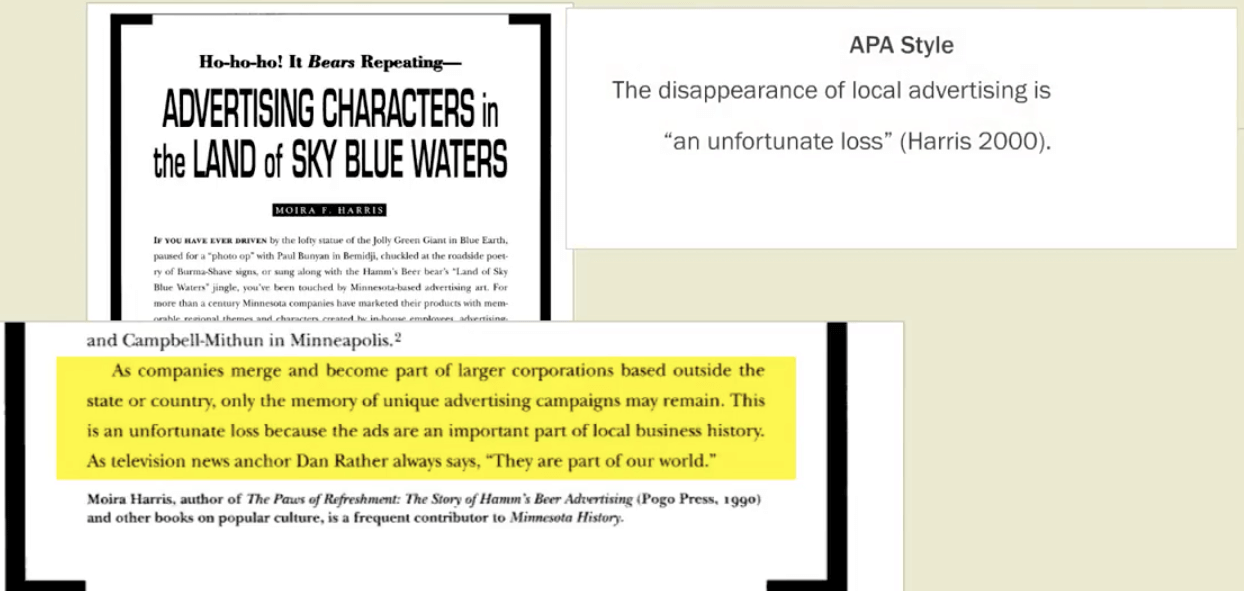 Ho-ho-ho! It Bears Repeating—
ADVERTISING CHARACTERS in
the LAND of SKY BLUE WATERS
MOIRA F. HARRIS
IF YOU HAVE EVER DRIVEN by the lofty statue of the Jolly Green Giant in Blue Earth,
paused for a “photo op” with Paul Bunyan in Bemidji, chuckled at the roadside poet-
ry of Burma-Shave signs, or sung along with the Hamm’s Beer bear’s “Land of Sky
Blue Waters” jingle, you’ve been touched by Minnesota-based advertising art. For
more than a century Minnesota companies have marketed their products with mem-
orable regional themes and characters created by in-house employees, advertising-
APA Style
The disappearance of local advertising is
“an unfortunate loss” (Harris 2000).
and Campbell-Mithun in Minneapolis.²
As companies merge and become part of larger corporations based outside the
state or country, only the memory of unique advertising campaigns may remain. This
is an unfortunate loss because the ads are an important part of local business history.
As television news anchor Dan Rather always says, “They are part of our world.”
Moira Harris, author of The Paws of Refreshment: The Story of Hamm’s Beer Advertising (Pogo Press, 1990)
and other books on popular culture, is a frequent contributor to Minnesota History.